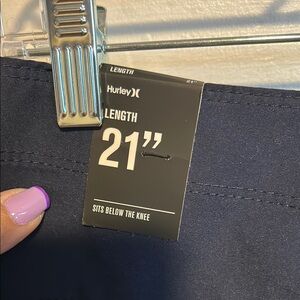 LENGTH
Hurley)(
LENGTH
21”
SITS BELOW THE KNEE